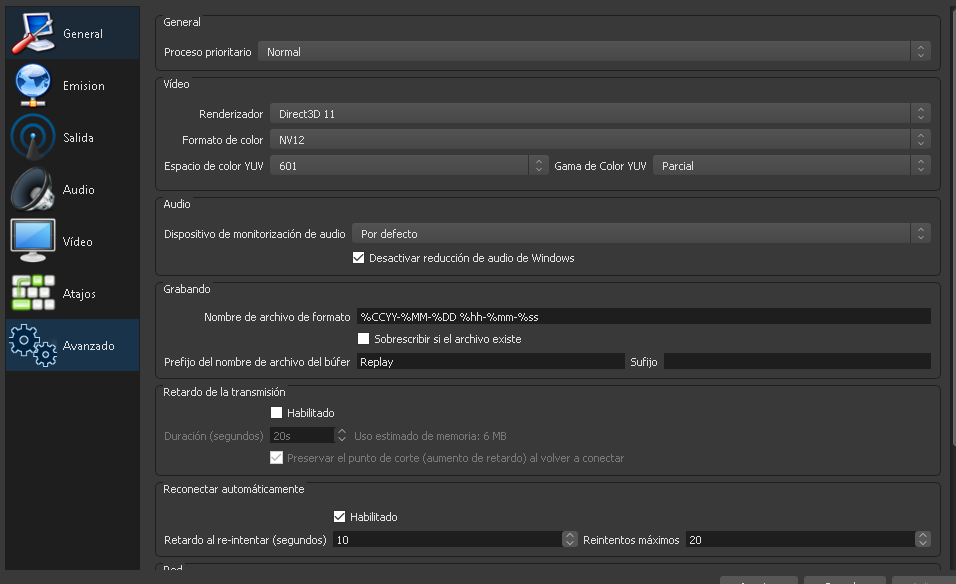 General
Emision
Salida
Audio
Vídeo
Atajos
Avanzado
General
Proceso prioritario Normal
Vídeo
Renderizador Direct3D 11
Formato de color NV12
Espacio de color YUV 601 Gama de Color YUV Parcial
Audio
Dispositivo de monitorización de audio Por defecto
Desactivar reducción de audio de Windows
Grabando
Nombre de archivo de formato %CCYY-%MM-%DD %hh-%mm-%ss
Sobrescribir si el archivo existe
Prefijo del nombre de archivo del búfer Replay Sufijo
Retardo de la transmisión
Habilitado
Duración (segundos) 20s Uso estimado de memoria: 6 MB
Preservar el punto de corte (aumento de retardo) al volver a conectar
Reconectar automáticamente
Habilitado
Retardo al re-intentar (segundos) 10 Reintentos máximos 20
Red